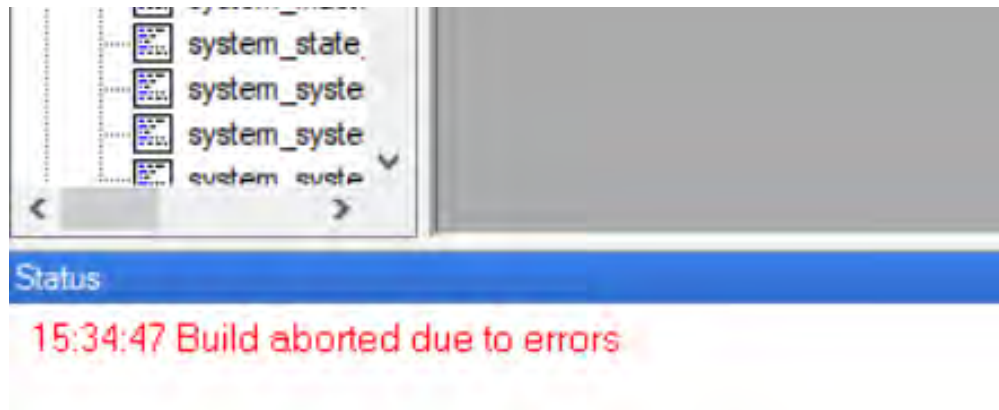 system_state_
system_syste
system_syste
system_syste
Status
15:34:47 Build aborted due to errors